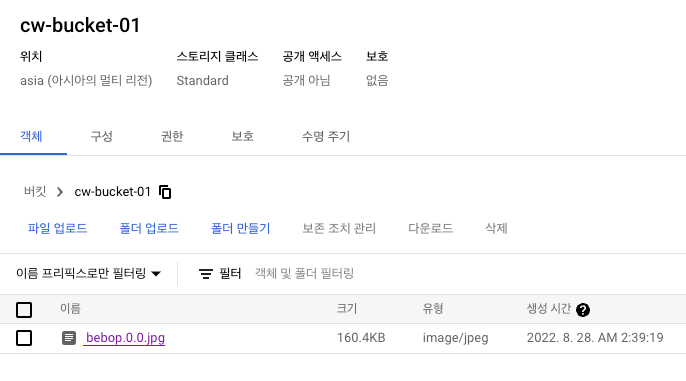 cw-bucket-01
위치 스토리지 클래스 공개 액세스 보호
asia (아시아의 멀티 리전) Standard 공개 아님 없음
객체 구성 권한 보호 수명 주기
버킷 > cw-bucket-01
파일 업로드 폴더 업로드 폴더 만들기 보존 조치 관리 다운로드 삭제
이름 프리픽스로만 필터링 필터 객체 및 폴더 필터링
이름 크기 유형 생성 시간 ?
bebop.0.0.jpg 160.4KB image/jpeg 2022. 8. 28. AM 2:39:19